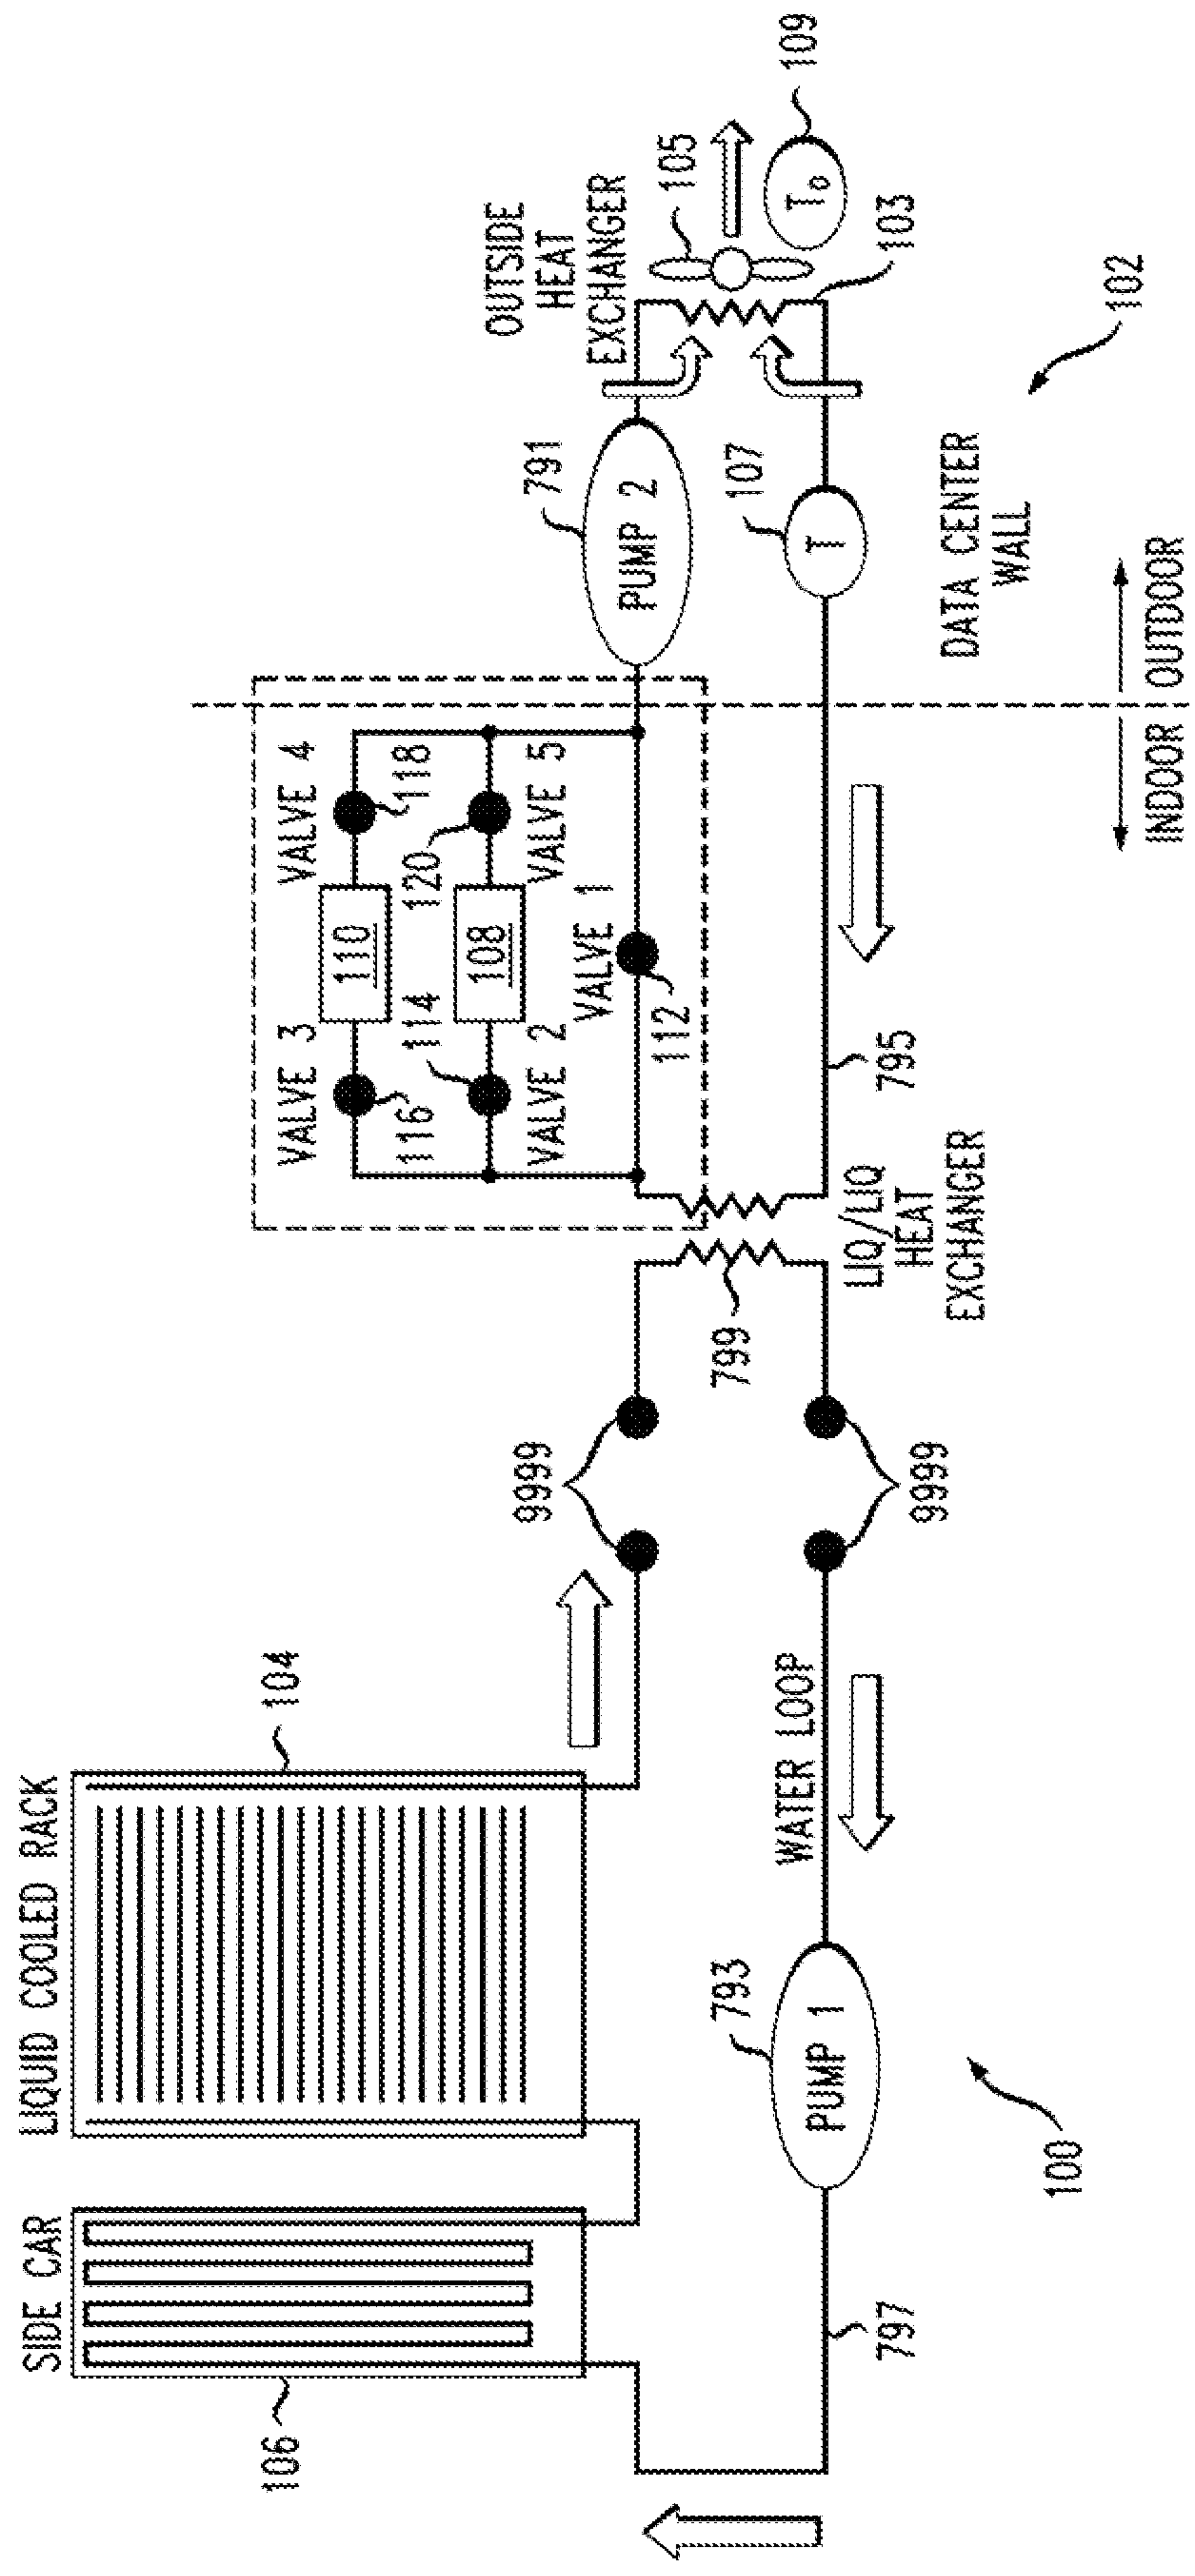 SIDE CAR
LIQUID COOLED RACK
106
104
VALVE 3
VALVE 4
116
110
118
114
108
120
VALVE 2
VALVE 5
VALVE 1
112
9999
PUMP 2
791
OUTSIDE
HEAT
EXCHANGER
105
109
T0
103
793
PUMP 1
WATER LOOP
799
T
107
797
9999
LIQ/LIQ
HEAT
EXCHANGER
795
DATA CENTER
WALL
102
100
INDOOR
OUTDOOR